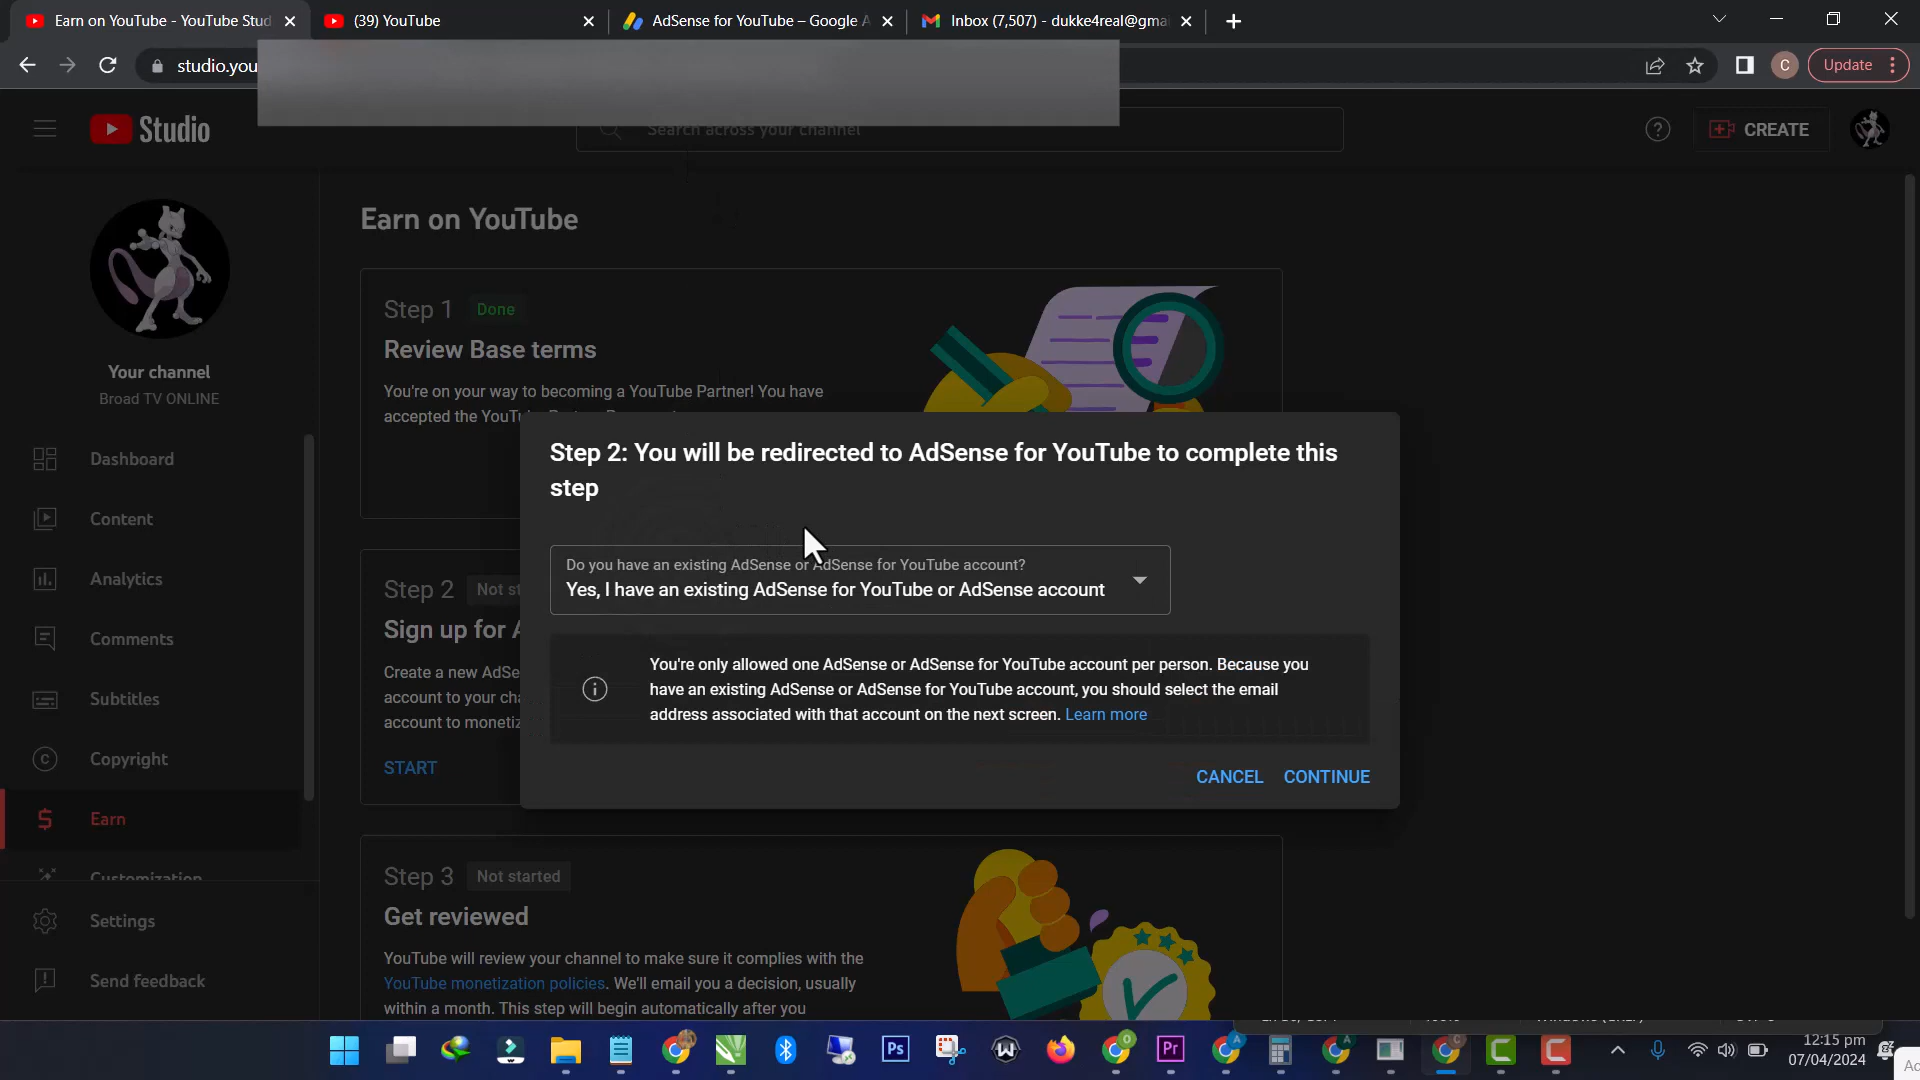 Earn on YouTube - YouTube Stud
(39) YouTube
AdSense for YouTube – Google A
Inbox (7,507) - dukke4real@gma
studio.you
C
Update
Studio
Search across your channel
CREATE
Your channel
Broad TV ONLINE
Dashboard
Content
Analytics
Comments
Subtitles
Copyright
Earn
Customization
Settings
Send feedback
Earn on YouTube
Step 1 Done
Review Base terms
You're on your way to becoming a YouTube Partner! You have
accepted the YouTube Partner
Step 2 Not st
Sign up for A
Create a new AdSe
account to your cha
account to monetiz
START
Step 2: You will be redirected to AdSense for YouTube to complete this
step
Do you have an existing AdSense or AdSense for YouTube account?
Yes, I have an existing AdSense for YouTube or AdSense account
You're only allowed one AdSense or AdSense for YouTube account per person. Because you
have an existing AdSense or AdSense for YouTube account, you should select the email
address associated with that account on the next screen. Learn more
CANCEL CONTINUE
Step 3 Not started
Get reviewed
YouTube will review your channel to make sure it complies with the
YouTube monetization policies. We'll email you a decision, usually
within a month. This step will begin automatically after you
Ps
Pr
12:15 pm
07/04/2024